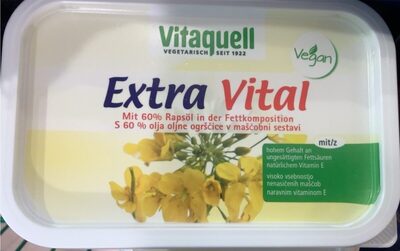 Vitaquell
VEGETARISCH SEIT 1922
Vegan
Extra Vital
Mit 60% Rapsöl in der Fettkomposition
S 60 % olja oljne ogrščice v maščobni sestavi
mit/z
hohem Gehalt an
ungesättigten Fettsäuren
natürlichem Vitamin E
visoko vsebnostjo
nenasičenih maščob
naravnim vitaminom E